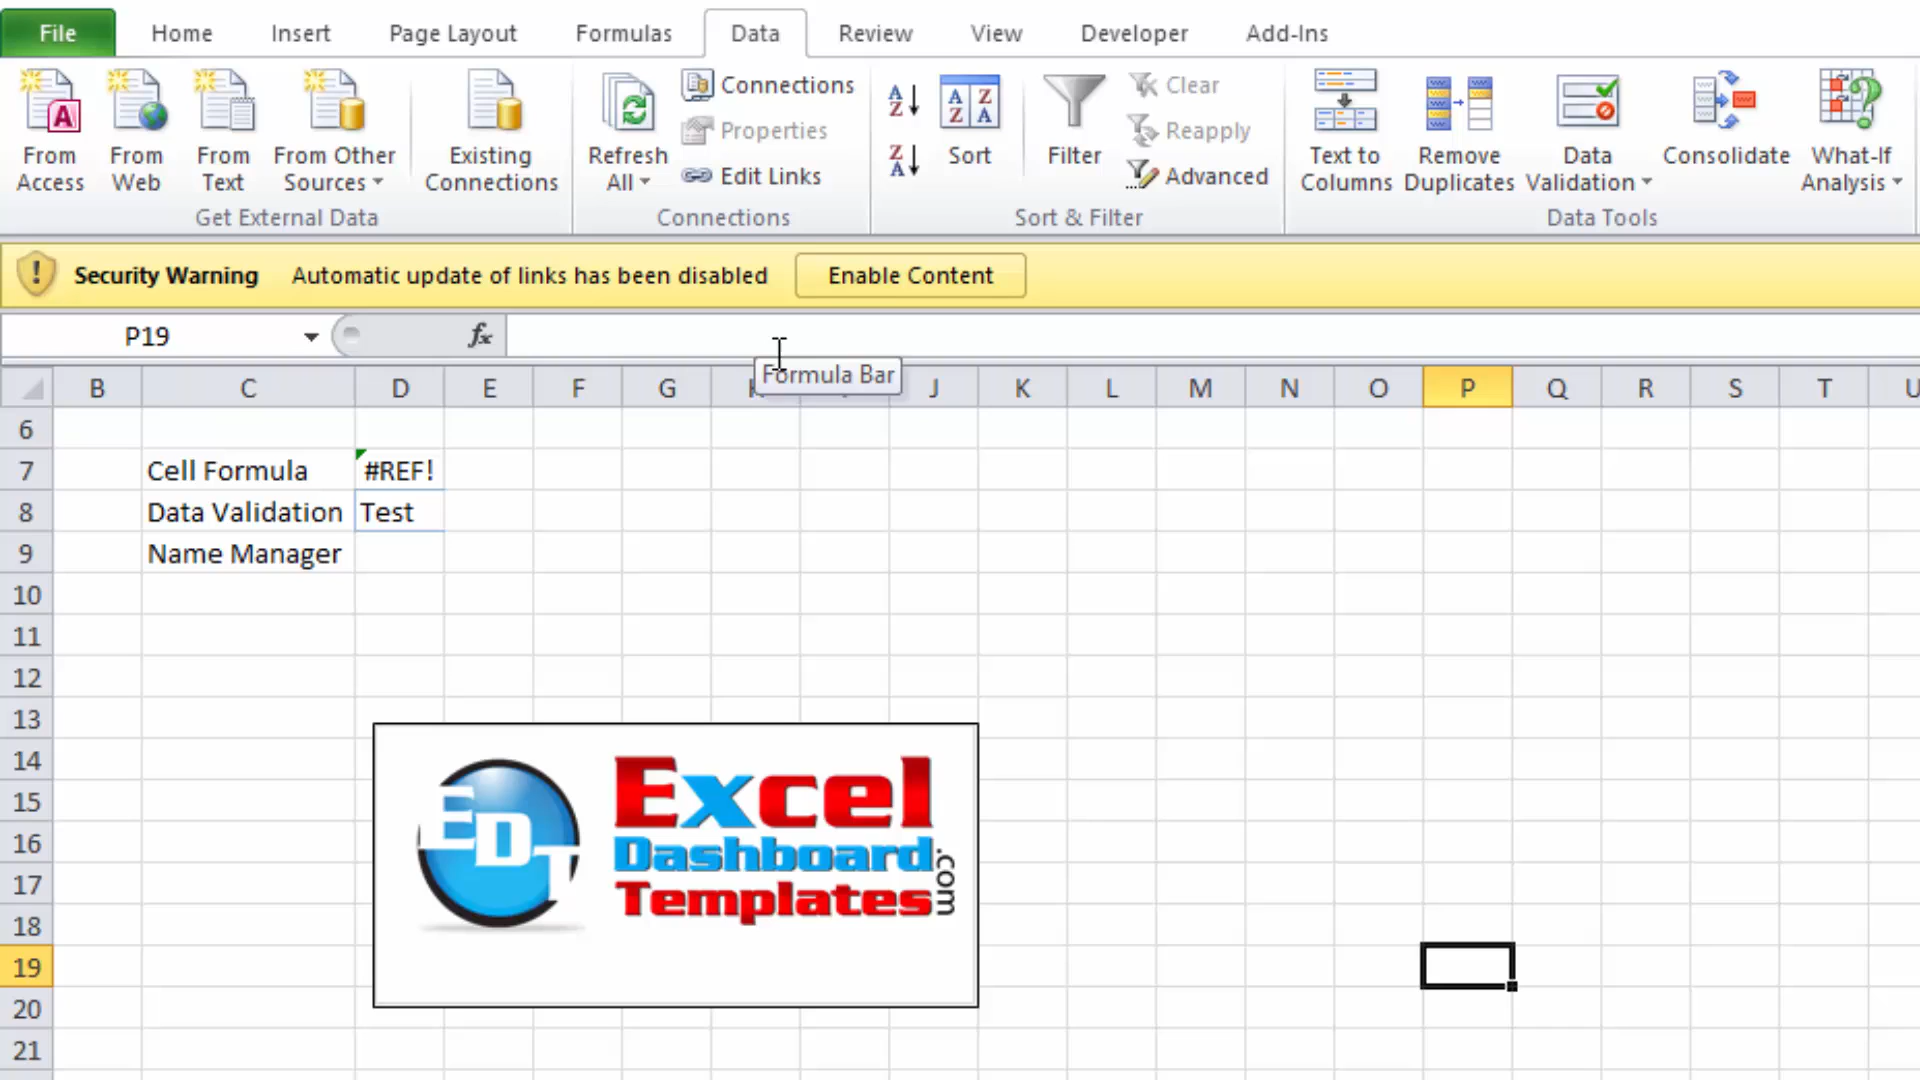 File Home Insert Page Layout Formulas Data Review View Developer Add-Ins
From Access
From Web
From Text
From Other Sources
Existing Connections
Get External Data
Refresh All
Connections
Properties
Edit Links
Connections
A Z
Z A
A Z
Z A
Sort
Filter
Clear
Reapply
Advanced
Sort & Filter
Text to Columns
Remove Duplicates
Data Validation
Consolidate
What-If Analysis
Data Tools
! Security Warning Automatic update of links has been disabled Enable Content
P19 fx
Formula Bar
B C D E F G J K L M N O P Q R S T U
6
7 Cell Formula #REF!
8 Data Validation Test
9 Name Manager
10
11
12
13
14
15
16
17
18
19
20
21
EDT
Excel
Dashboard
Templates
.com